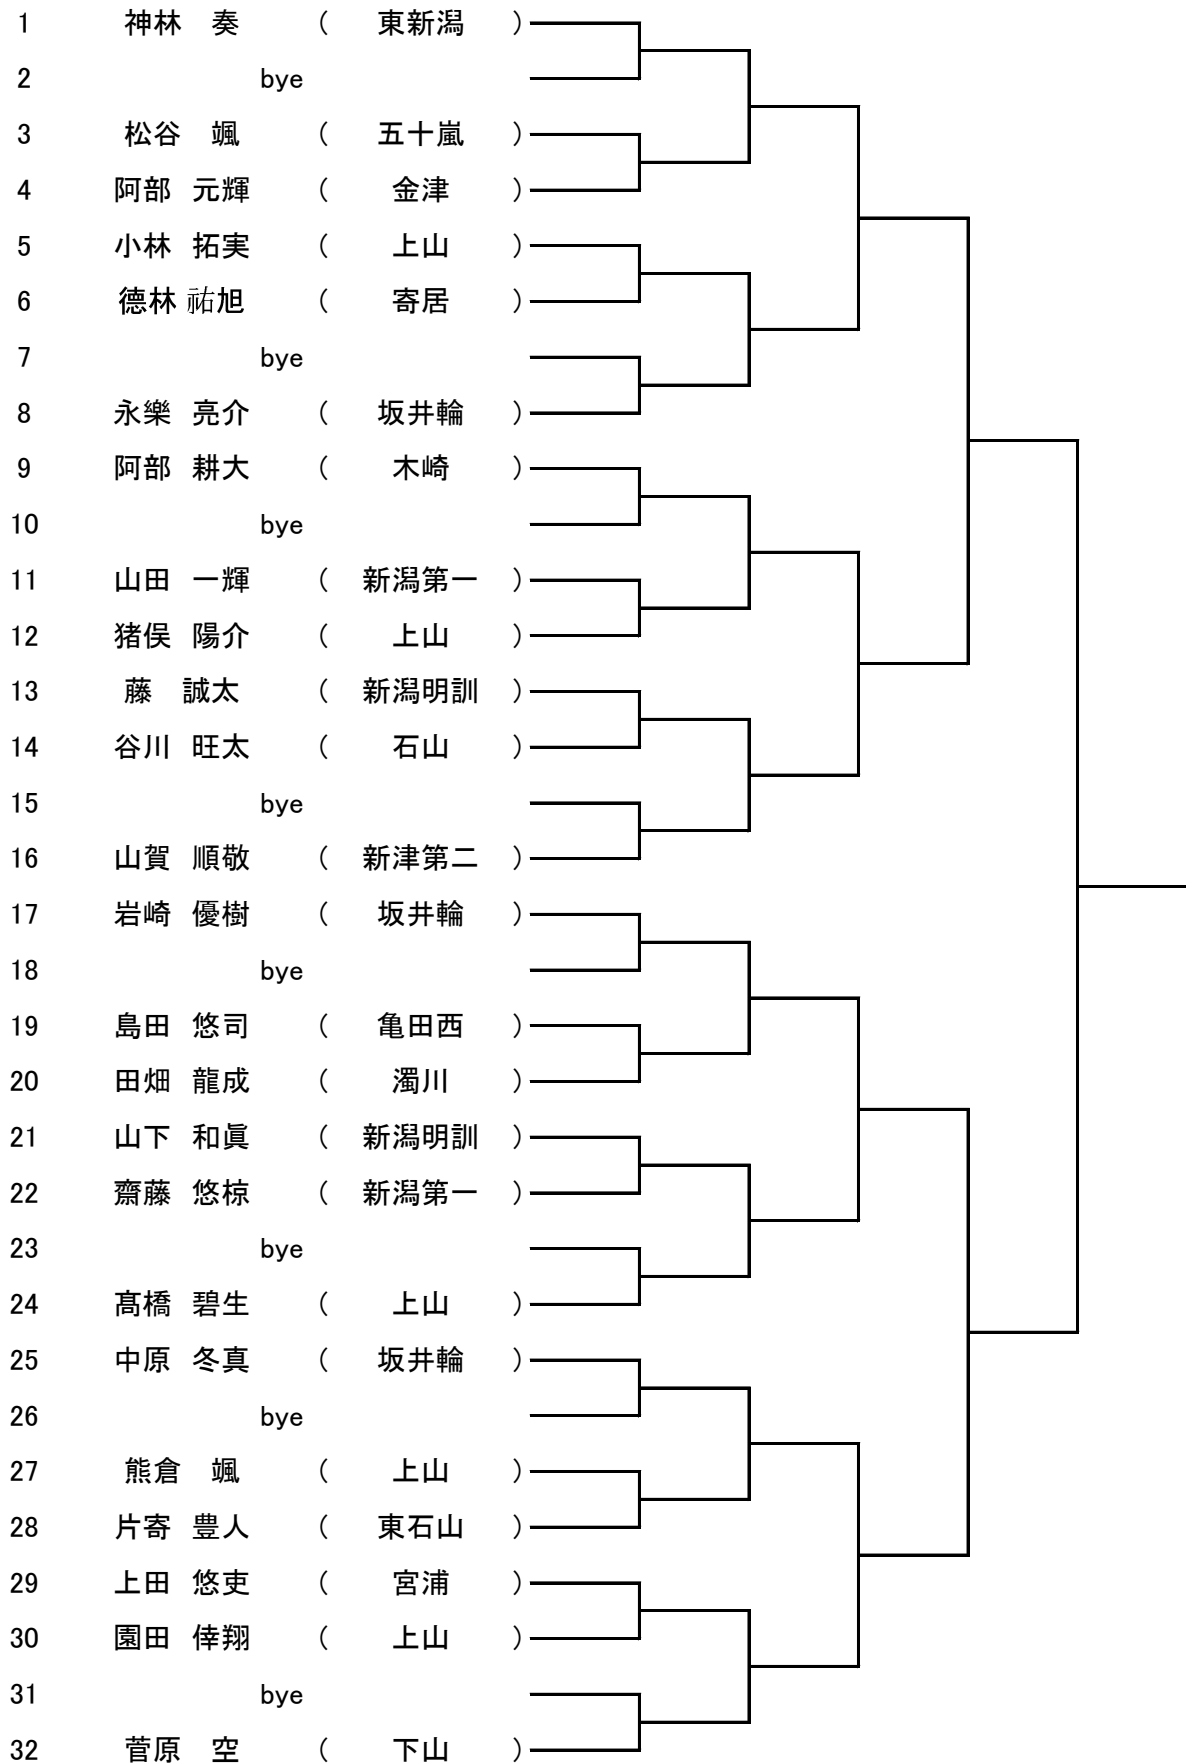 1 神林 奏 ( 東新潟 )
2 bye
3 松谷 颯 ( 五十嵐 )
4 阿部 元輝 ( 金津 )
5 小林 拓実 ( 上山 )
6 德林 祐旭 ( 寄居 )
7 bye
8 永樂 亮介 ( 坂井輪 )
9 阿部 耕大 ( 木崎 )
10 bye
11 山田 一輝 ( 新潟第一 )
12 猪俣 陽介 ( 上山 )
13 藤 誠太 ( 新潟明訓 )
14 谷川 旺太 ( 石山 )
15 bye
16 山賀 順敬 ( 新津第二 )
17 岩崎 優樹 ( 坂井輪 )
18 bye
19 島田 悠司 ( 亀田西 )
20 田畑 龍成 ( 濁川 )
21 山下 和眞 ( 新潟明訓 )
22 齋藤 悠椋 ( 新潟第一 )
23 bye
24 髙橋 碧生 ( 上山 )
25 中原 冬真 ( 坂井輪 )
26 bye
27 熊倉 颯 ( 上山 )
28 片寄 豊人 ( 東石山 )
29 上田 悠吏 ( 宮浦 )
30 園田 倖翔 ( 上山 )
31 bye
32 菅原 空 ( 下山 )